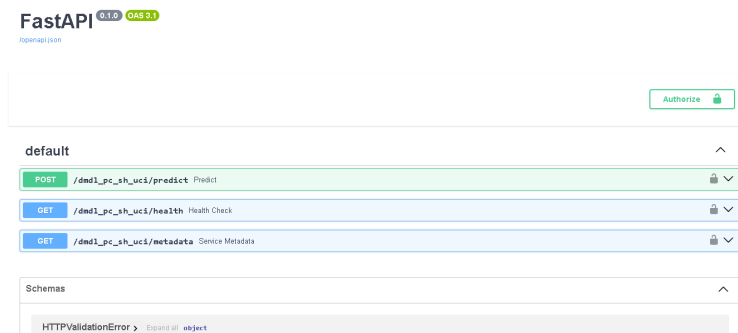 FastAPI 0.1.0 OAS 3.1
/openapi.json
Authorize
default
POST /dmdl_pc_sh_uci/predict Predict
GET /dmdl_pc_sh_uci/health Health Check
GET /dmdl_pc_sh_uci/metadata Service Metadata
Schemas
HTTPValidationError Expand all object